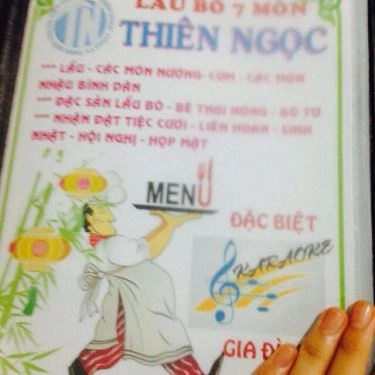 LẨU BÒ 7 MÓN
THIÊN NGỌC
*** LẨU - CÁC MÓN NƯỚNG, CƠM - CÁC MÓN
NHẬU BÌNH DÂN
*** ĐẶC SẢN LẨU BÒ - BÊ THUI NÓNG - BÒ TƠ
*** NHẬN ĐẶT TIỆC CƯỚI - LIÊN HOAN - SINH
NHẬT - HỘI NGHỊ - HỌP MẶT
MENU
ĐẶC BIỆT
KARAOKE
GIA